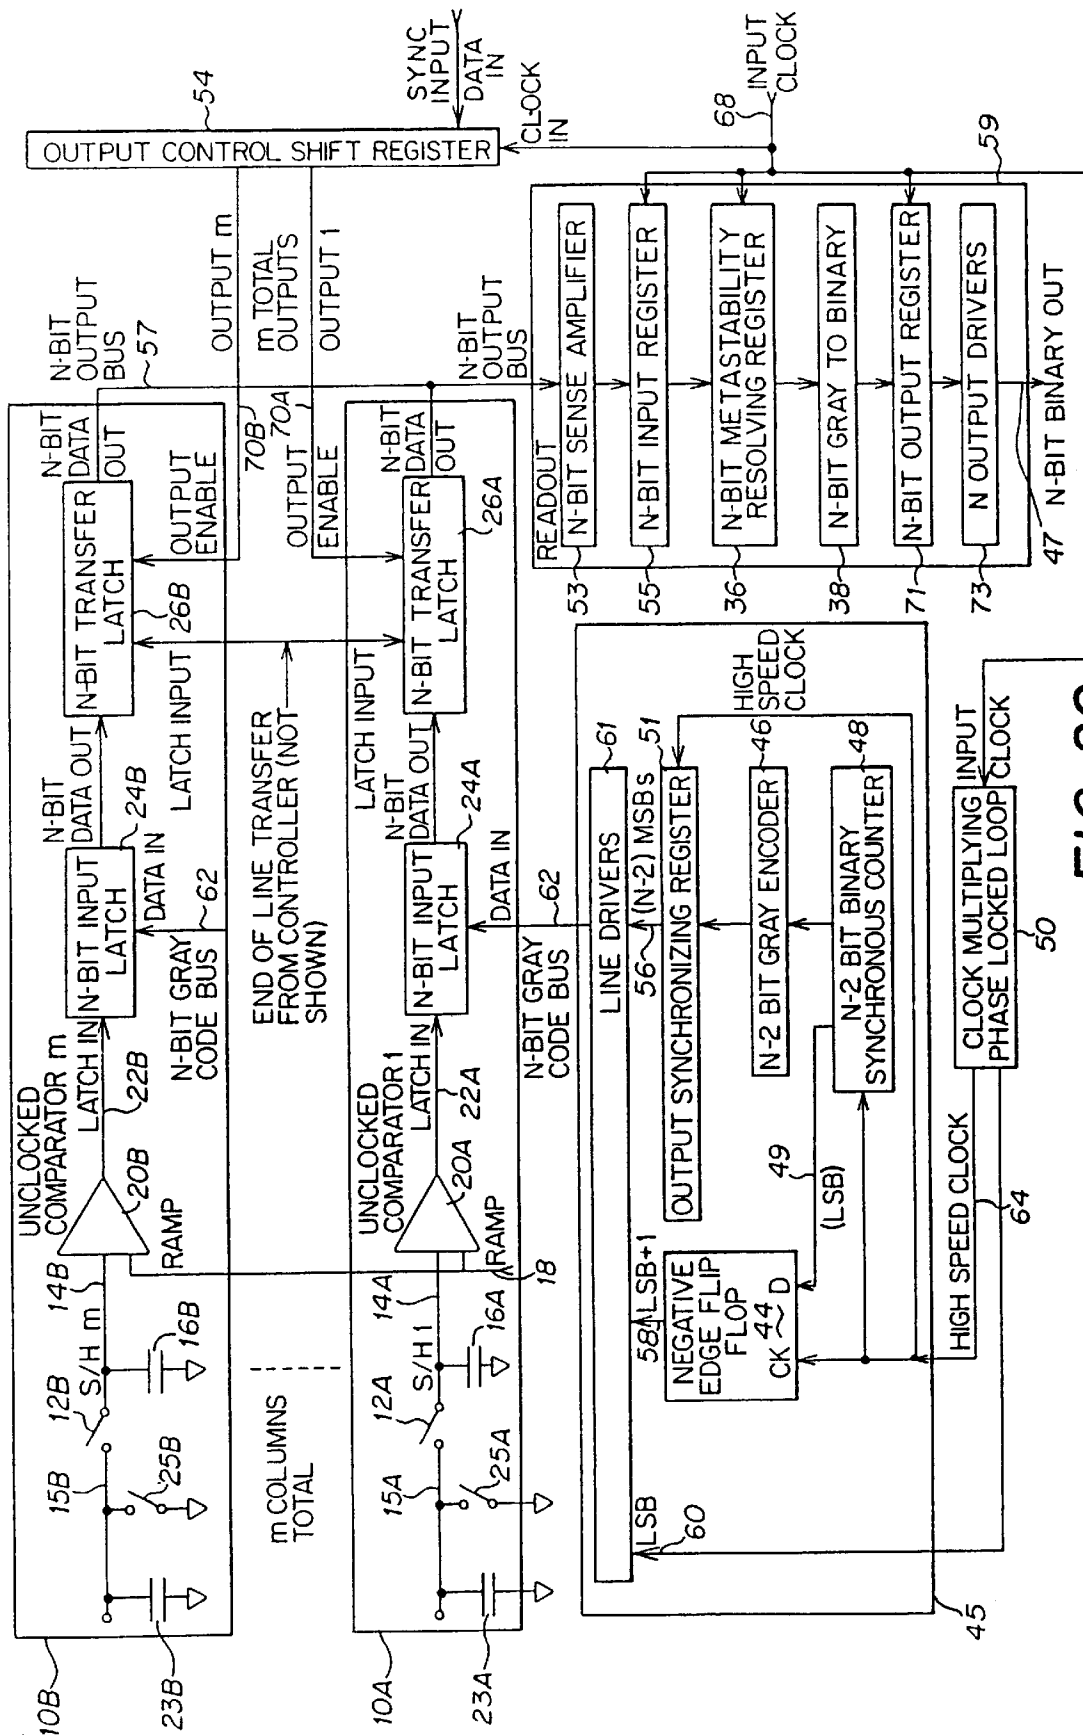 10B
23B
15B
25B
12B
S/H m
16B
14B
UNCLOCKED
COMPARATOR m
20B
RAMP
LATCH IN
22B
N-BIT INPUT
LATCH
24B
DATA IN
62
N-BIT GRAY
CODE BUS
N-BIT
DATA OUT
LATCH INPUT
N-BIT TRANSFER
LATCH
26B
OUTPUT
ENABLE
N-BIT
DATA
OUT
N-BIT
OUTPUT
BUS
57
70B
OUTPUT m
m TOTAL
OUTPUTS
OUTPUT 1
70A
OUTPUT CONTROL SHIFT REGISTER
54
SYNC
INPUT
DATA
IN
CLOCK
IN
68
INPUT
CLOCK
m COLUMNS
TOTAL
END OF LINE TRANSFER
FROM CONTROLLER (NOT
SHOWN)
10A
23A
15A
25A
12A
S/H 1
16A
14A
18
UNCLOCKED
COMPARATOR 1
20A
RAMP
LATCH IN
22A
N-BIT INPUT
LATCH
24A
DATA IN
62
N-BIT GRAY
CODE BUS
N-BIT
DATA OUT
LATCH INPUT
N-BIT TRANSFER
LATCH
26A
OUTPUT
ENABLE
N-BIT
DATA
OUT
N-BIT
OUTPUT
BUS
READOUT
59
53
N-BIT SENSE AMPLIFIER
55
N-BIT INPUT REGISTER
36
N-BIT METASTABILITY
RESOLVING REGISTER
38
N-BIT GRAY TO BINARY
71
N-BIT OUTPUT REGISTER
73
N OUTPUT DRIVERS
47
N-BIT BINARY OUT
45
LINE DRIVERS
61
LSB
60
58
LSB+1
56
(N-2) MSBs
OUTPUT SYNCHRONIZING REGISTER
51
HIGH
SPEED
CLOCK
NEGATIVE
EDGE FLIP
FLOP
44
CK
D
N-2 BIT GRAY ENCODER
46
N-2 BIT BINARY
SYNCHRONOUS COUNTER
48
49
(LSB)
HIGH SPEED CLOCK
64
CLOCK MULTIPLYING
PHASE LOCKED LOOP
50
INPUT
CLOCK